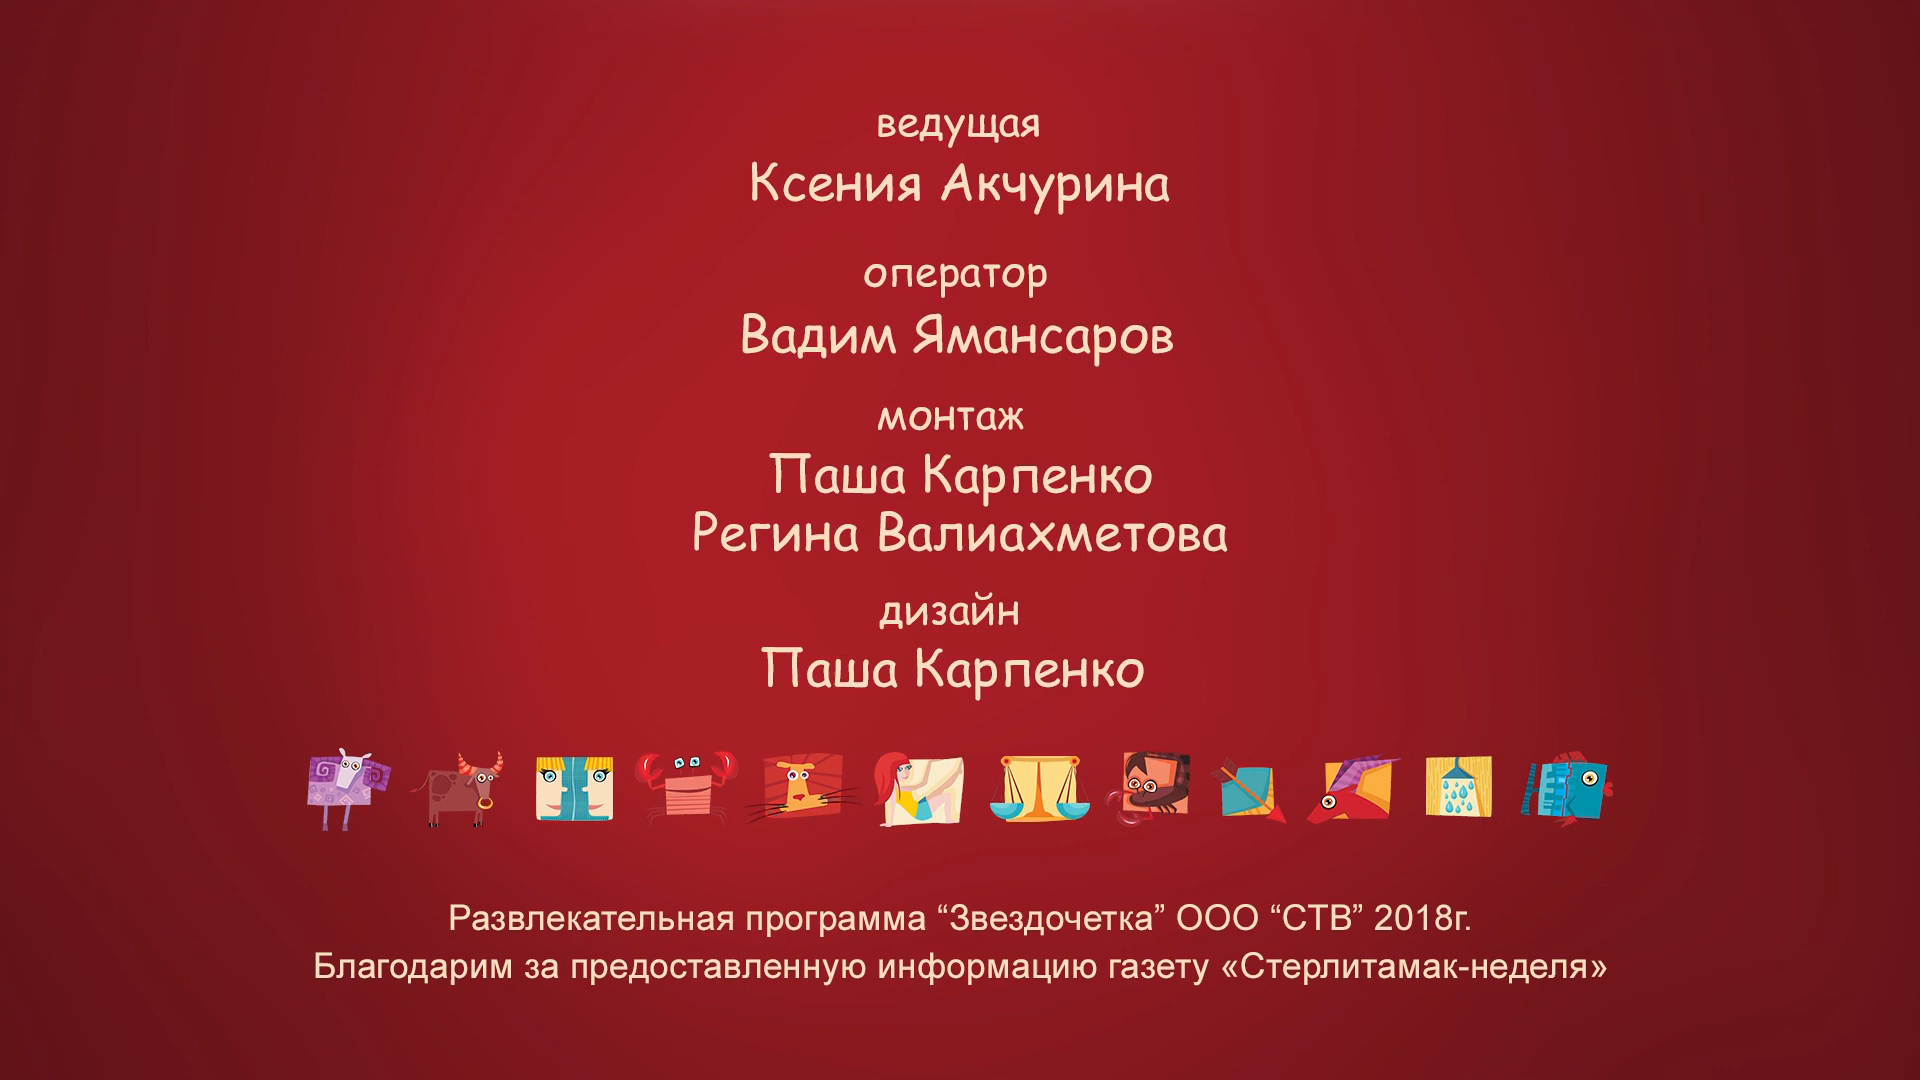 ведущая
Ксения Акчурина
оператор
Вадим Ямансаров
монтаж
Паша Карпенко
Регина Валиахметова
дизайн
Паша Карпенко
Развлекательная программа “Звездочетка” ООО “СТВ” 2018г.
Благодарим за предоставленную информацию газету «Стерлитамак-неделя»